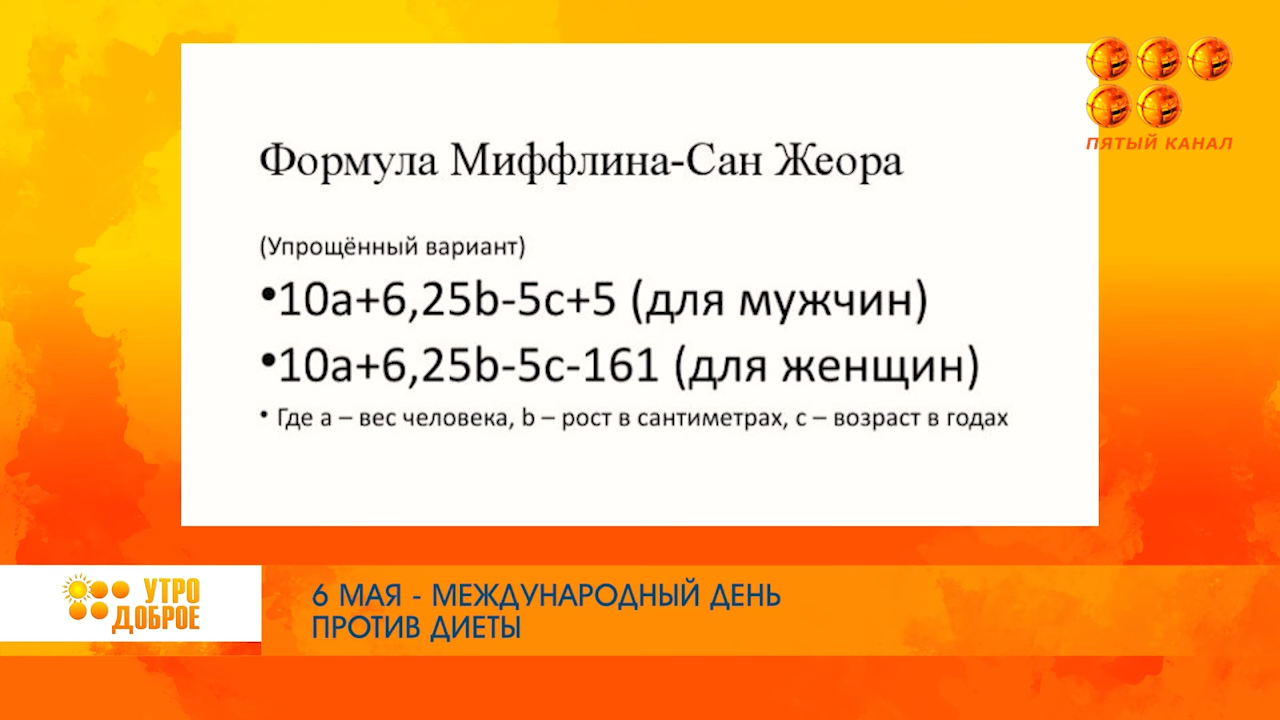 ПЯТЫЙ КАНАЛ
Формула Миффлина-Сан Жеора
(Упрощённый вариант)
•10a+6,25b-5c+5 (для мужчин)
•10a+6,25b-5c-161 (для женщин)
• Где a – вес человека, b – рост в сантиметрах, c – возраст в годах
УТРО
ДОБРОЕ
6 МАЯ - МЕЖДУНАРОДНЫЙ ДЕНЬ
ПРОТИВ ДИЕТЫ